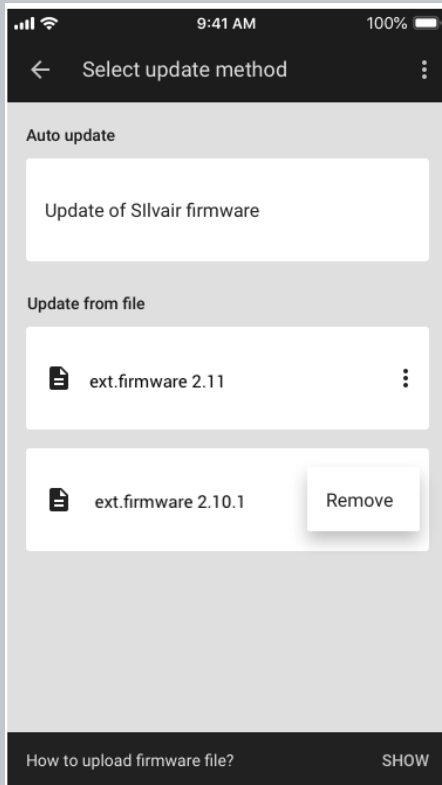 9:41 AM 100%
Select update method
Auto update
Update of SIlvair firmware
Update from file
ext.firmware 2.11
ext.firmware 2.10.1 Remove
How to upload firmware file? SHOW